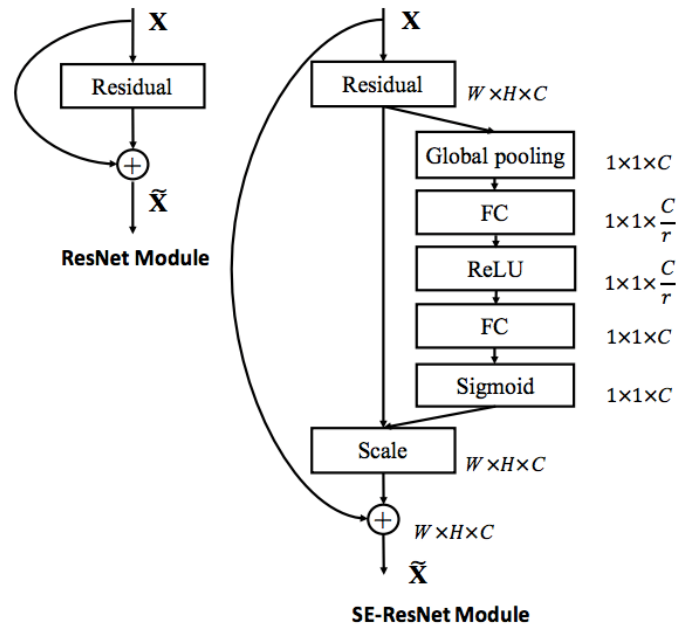 X
Residual
+
X̃
ResNet Module
X
Residual
W×H×C
Global pooling
1×1×C
FC
1×1×C/r
ReLU
1×1×C/r
FC
1×1×C
Sigmoid
1×1×C
Scale
W×H×C
+
W×H×C
X̃
SE-ResNet Module